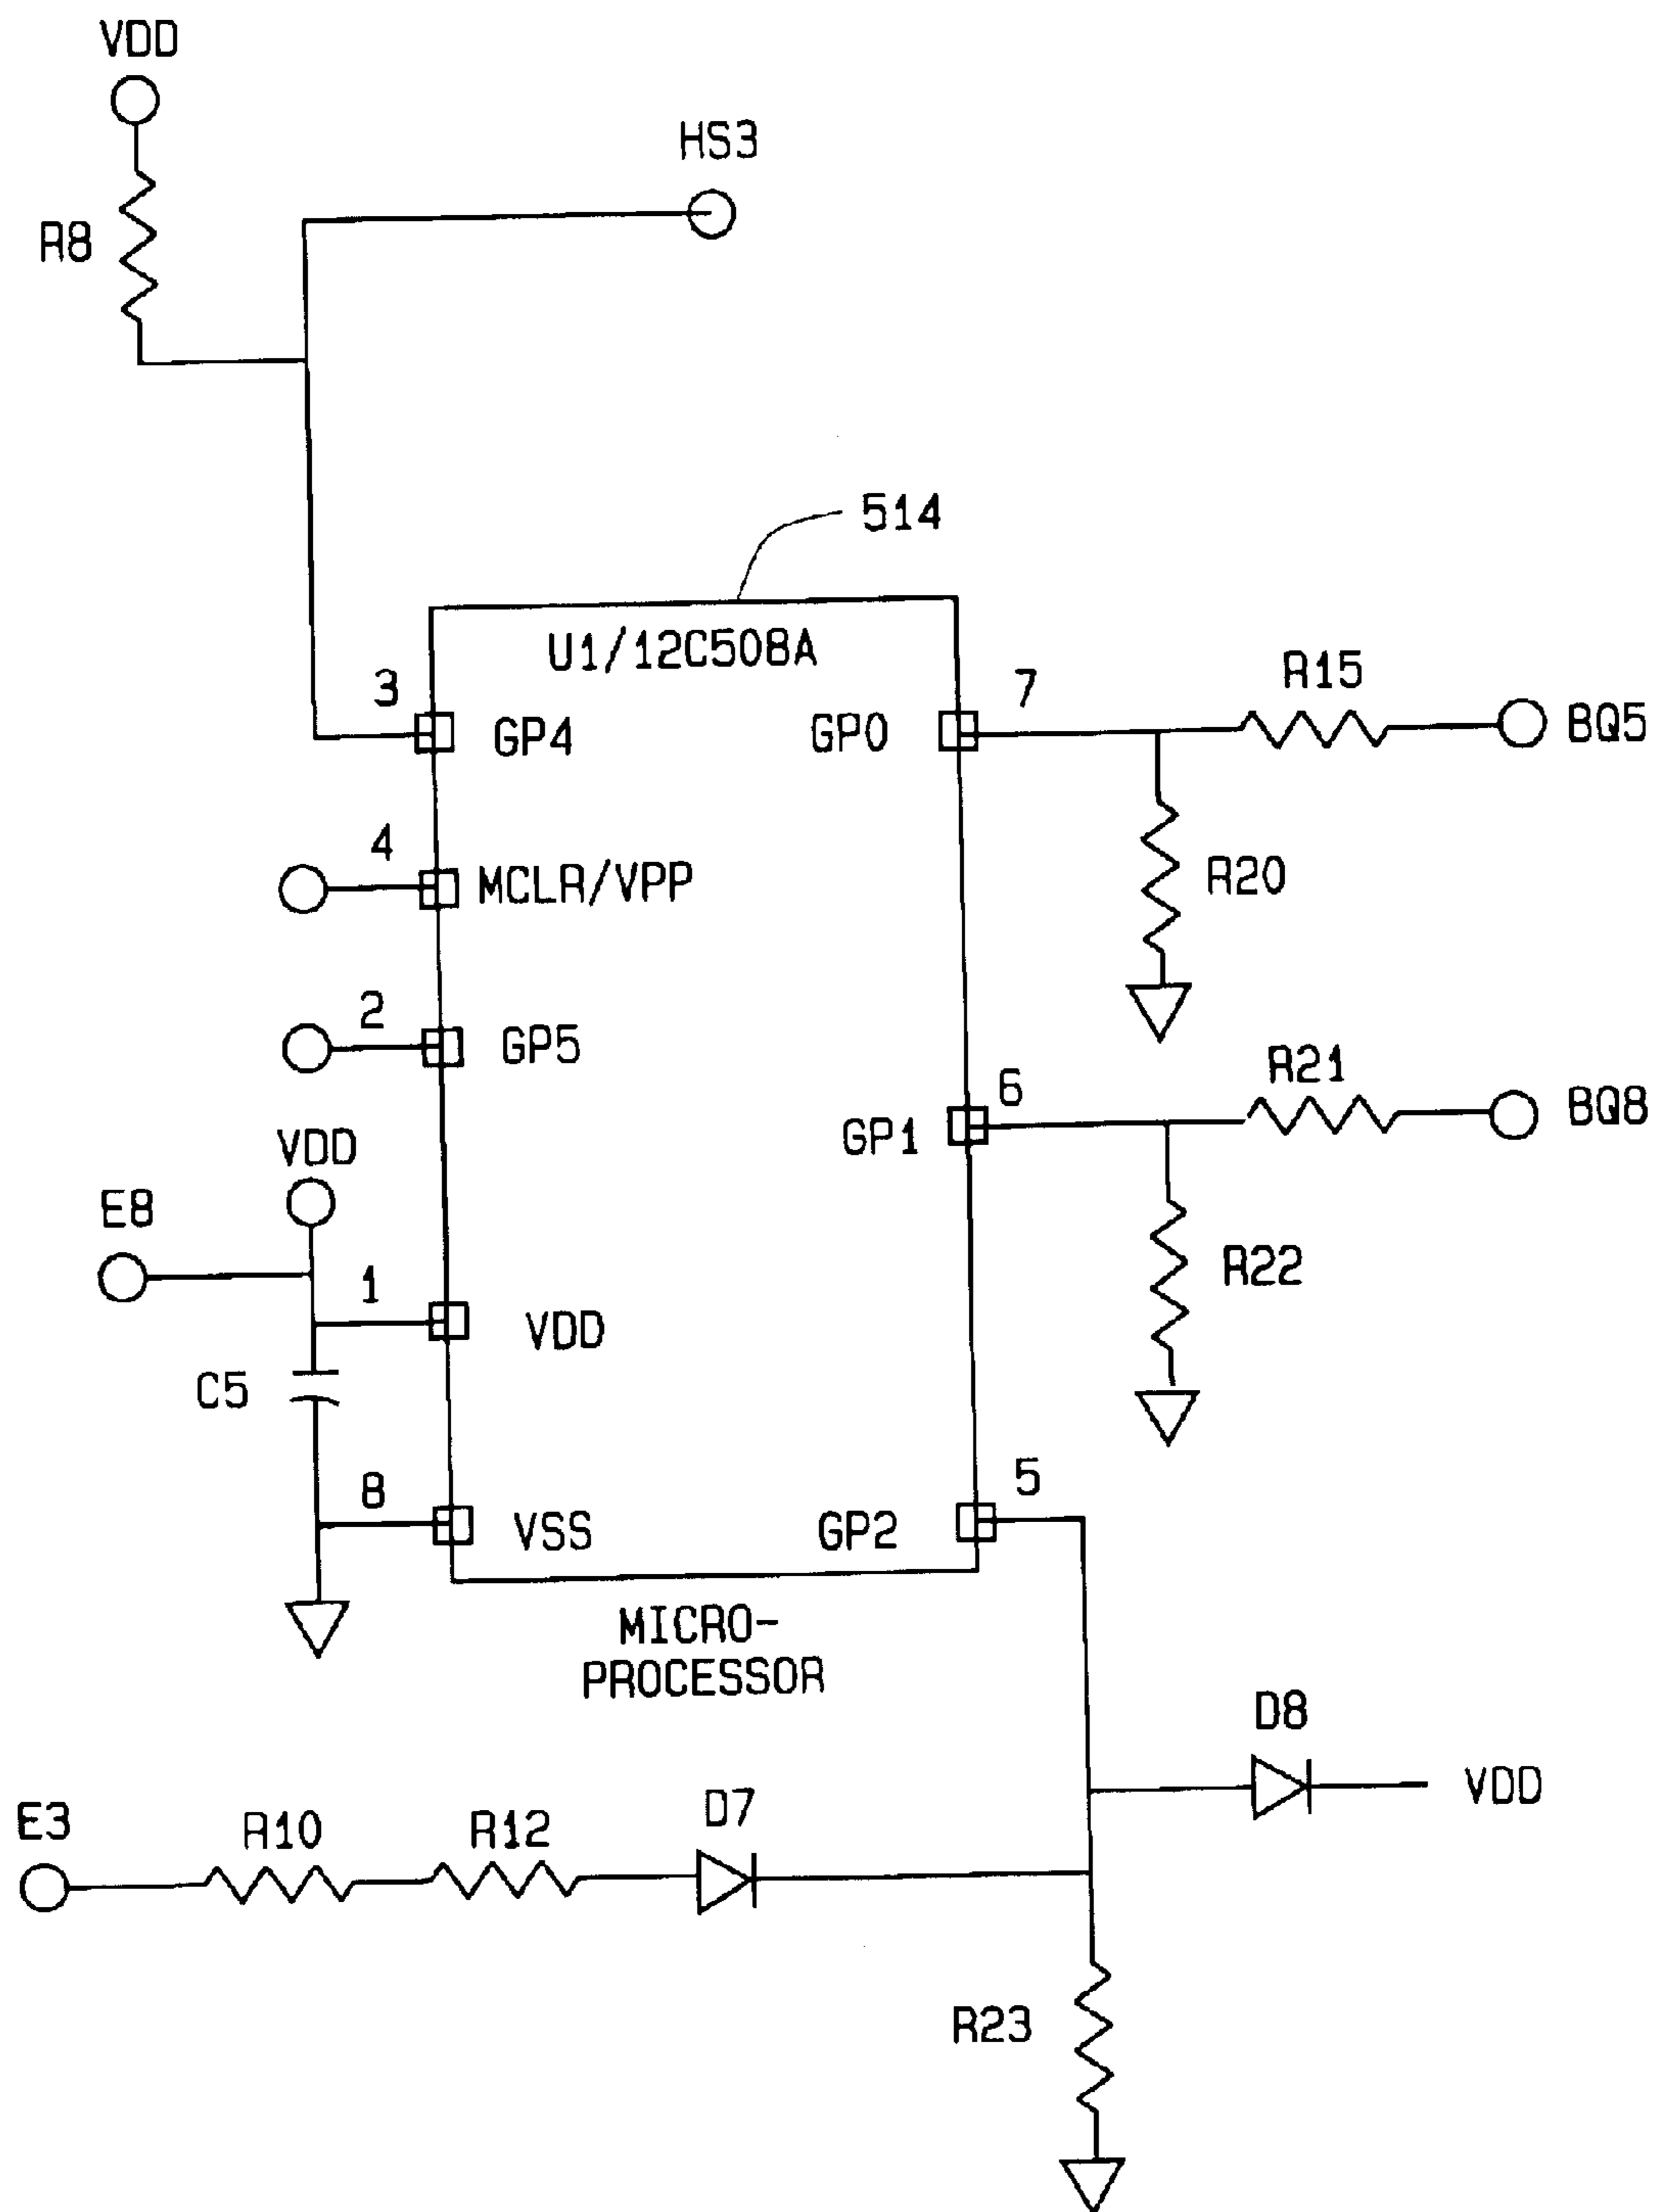 VDD
HS3
R8
514
U1/12C508A
3
GP4
GP0
7
R15
BQ5
4
MCLR/VPP
R20
2
GP5
R21
6
GP1
BQ8
VDD
E8
R22
1
VDD
C5
8
VSS
GP2
5
MICRO-
PROCESSOR
D8
VDD
D7
E3
R10
R12
R23